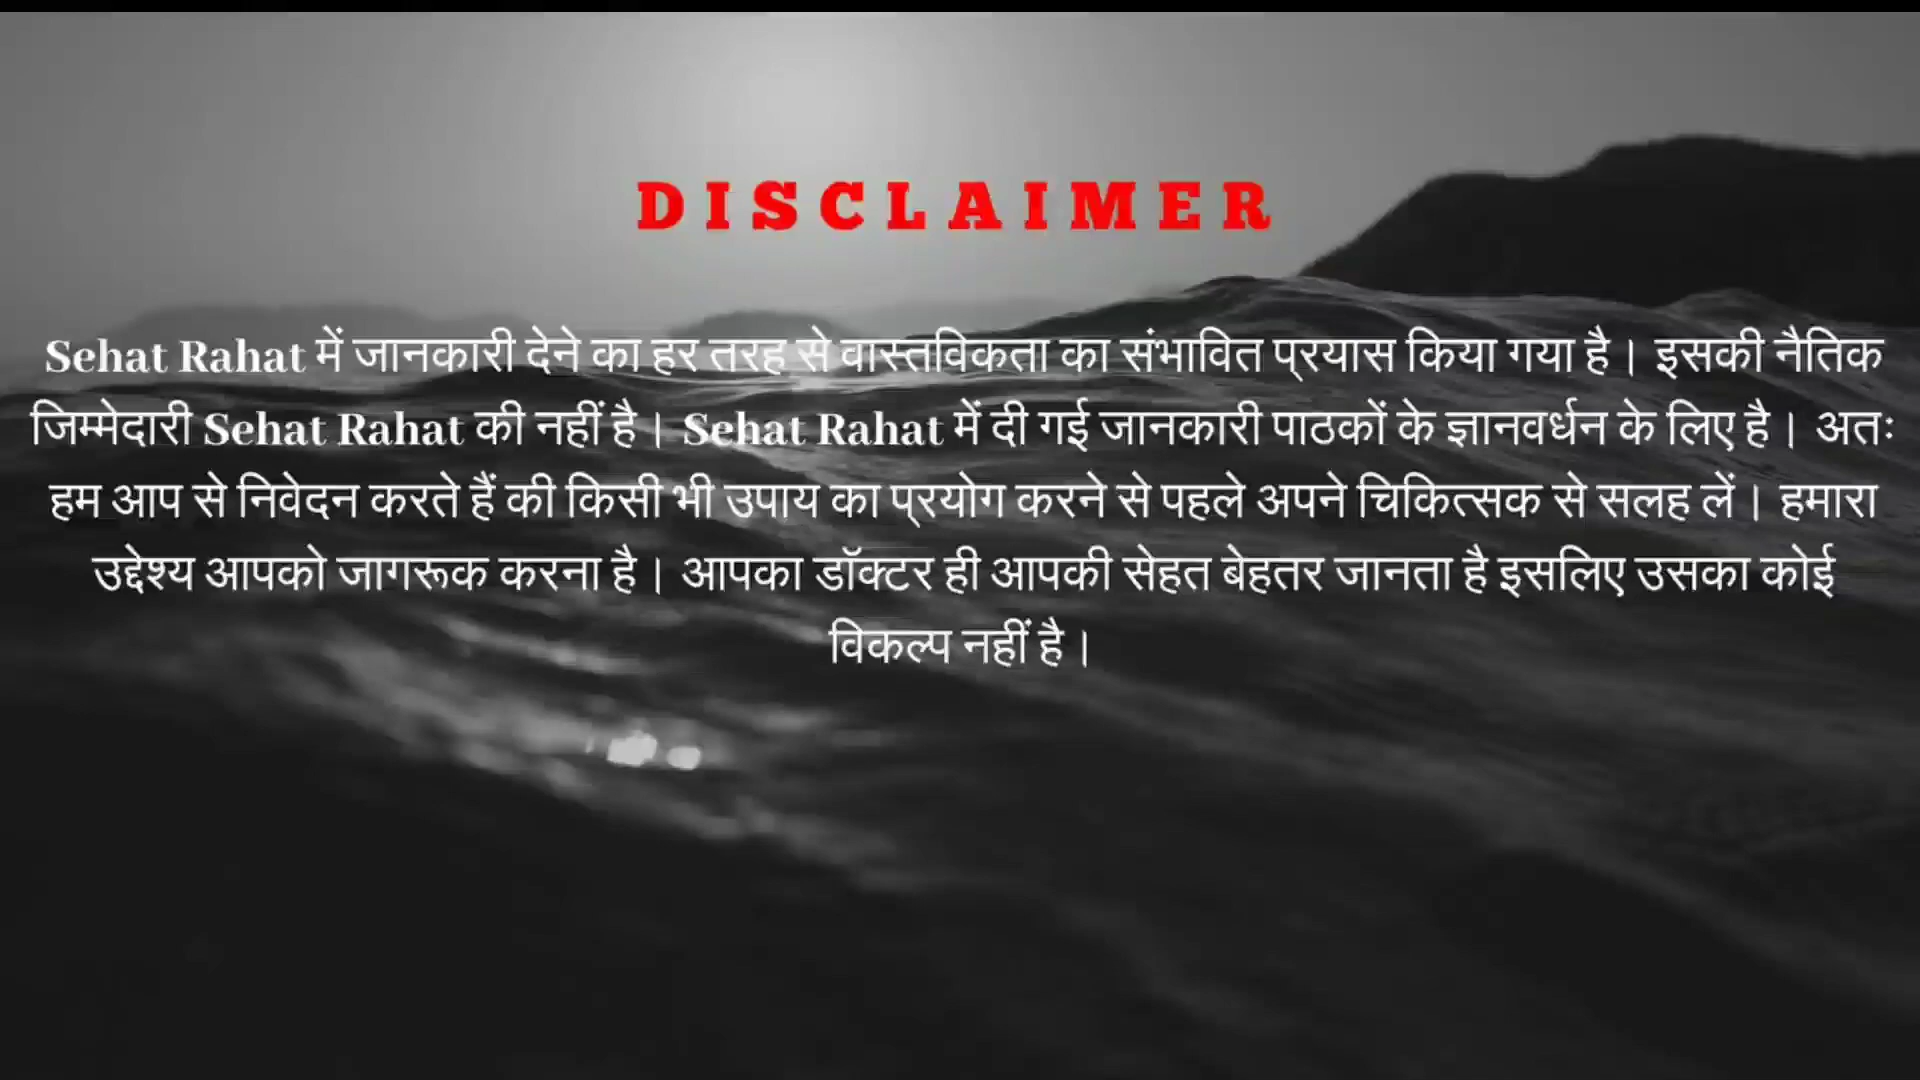 DISCLAIMER
Sehat Rahat में जानकारी देने का हर तरह से वास्तविकता का संभावित प्रयास किया गया है। इसकी नैतिक
जिम्मेदारी Sehat Rahat की नहीं है। Sehat Rahat में दी गई जानकारी पाठकों के ज्ञानवर्धन के लिए है। अतः
हम आप से निवेदन करते हैं की किसी भी उपाय का प्रयोग करने से पहले अपने चिकित्सक से सलह लें। हमारा
उद्देश्य आपको जागरूक करना है। आपका डॉक्टर ही आपकी सेहत बेहतर जानता है इसलिए उसका कोई
विकल्प नहीं है।